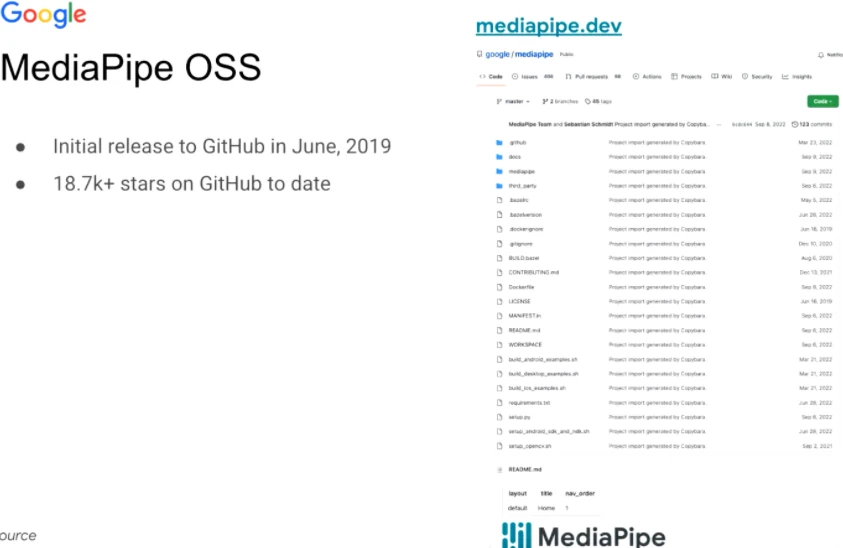 Google
MediaPipe OSS
● Initial release to GitHub in June, 2019
● 18.7k+ stars on GitHub to date
ource
mediapipe.dev
google / mediapipe Public
Code Issues Pull requests Actions Projects Wiki Security Insights
master 2 branches 45 tags Code
MediaPipe Team and Sebastian Schmidt Project import generated by Copyba... ... Sep 8, 2022 123 commits
.github Project import generated by Copybara Mar 23, 2022
docs Project import generated by Copybara Sep 9, 2022
mediapipe Project import generated by Copybara Sep 9, 2022
third_party Project import generated by Copybara Sep 6, 2022
.bazelrc Project import generated by Copybara May 5, 2022
.bazelversion Project import generated by Copybara Jun 28, 2022
.dockerignore Project import generated by Copybara Jun 16, 2019
.gitignore Project import generated by Copybara Dec 10, 2020
BUILD.bazel Project import generated by Copybara Aug 6, 2020
CONTRIBUTING.md Project import generated by Copybara Dec 13, 2021
Dockerfile Project import generated by Copybara Sep 9, 2022
LICENSE Project import generated by Copybara Jun 16, 2019
MANIFEST.in Project import generated by Copybara Sep 6, 2022
README.md Project import generated by Copybara Sep 6, 2022
WORKSPACE Project import generated by Copybara Sep 6, 2022
build_android_examples.sh Project import generated by Copybara Mar 21, 2022
build_desktop_examples.sh Project import generated by Copybara Mar 21, 2022
build_ios_examples.sh Project import generated by Copybara Mar 21, 2022
requirements.txt Project import generated by Copybara Jun 28, 2022
setup.py Project import generated by Copybara Sep 6, 2022
setup_android_sdk_and_ndk.sh Project import generated by Copybara Jun 28, 2022
setup_opencv.sh Project import generated by Copybara Sep 2, 2021
README.md
layout title nav_order
default Home 1
MediaPipe